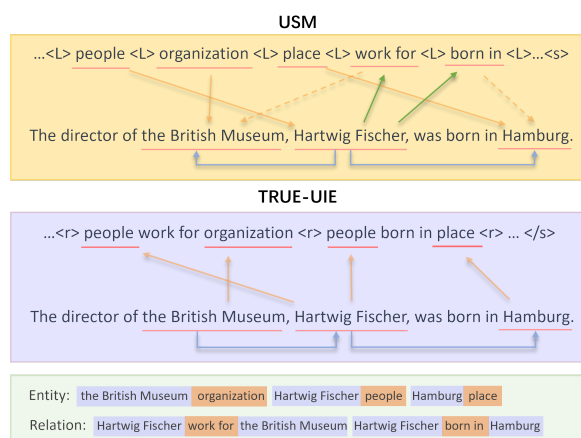 USM
...<L> people <L> organization <L> place <L> work for <L> born in <L>...<s>
The director of the British Museum, Hartwig Fischer, was born in Hamburg.
TRUE-UIE
...<r> people work for organization <r> people born in place <r> ... </s>
The director of the British Museum, Hartwig Fischer, was born in Hamburg.
Entity: the British Museum organization Hartwig Fischer people Hamburg place
Relation: Hartwig Fischer work for the British Museum Hartwig Fischer born in Hamburg